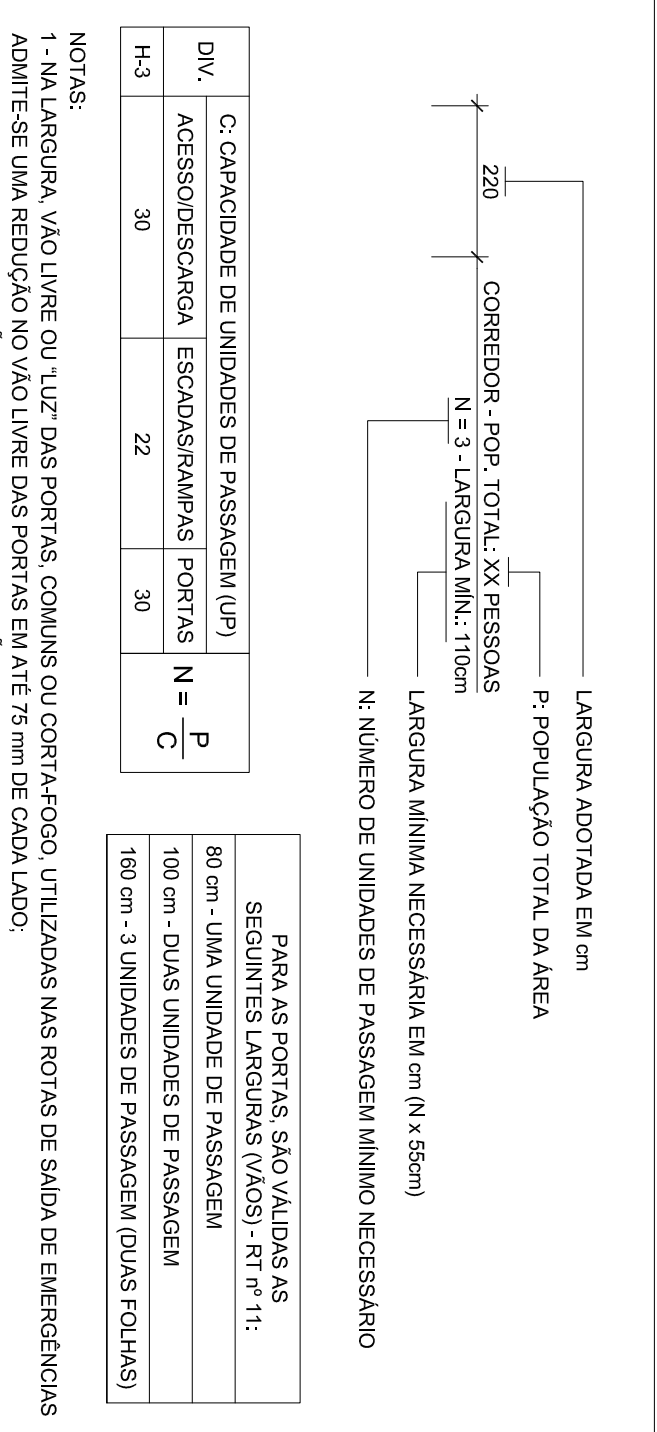 LARGURA ADOTADA EM cm
P: POPULAÇÃO TOTAL DA ÁREA
220
CORREDOR - POP. TOTAL: XX PESSOAS
N = 3 - LARGURA MÍN.: 110cm
LARGURA MÍNIMA NECESSÁRIA EM cm (N x 55cm)
N: NÚMERO DE UNIDADES DE PASSAGEM MÍNIMO NECESSÁRIO
DIV.
C: CAPACIDADE DE UNIDADES DE PASSAGEM (UP)
ACESSO/DESCARGA ESCADAS/RAMPAS PORTAS
H-3 30 22 30
N = P
C
PARA AS PORTAS, SÃO VÁLIDAS AS
SEGUINTES LARGURAS (VÃOS) - RT nº 11:
80 cm - UMA UNIDADE DE PASSAGEM
100 cm - DUAS UNIDADES DE PASSAGEM
160 cm - 3 UNIDADES DE PASSAGEM (DUAS FOLHAS)
NOTAS:
1 - NA LARGURA, VÃO LIVRE OU “LUZ” DAS PORTAS, COMUNS OU CORTA-FOGO, UTILIZADAS NAS ROTAS DE SAÍDA DE EMERGÊNCIAS
ADMITE-SE UMA REDUÇÃO NO VÃO LIVRE DAS PORTAS EM ATÉ 75 mm DE CADA LADO;